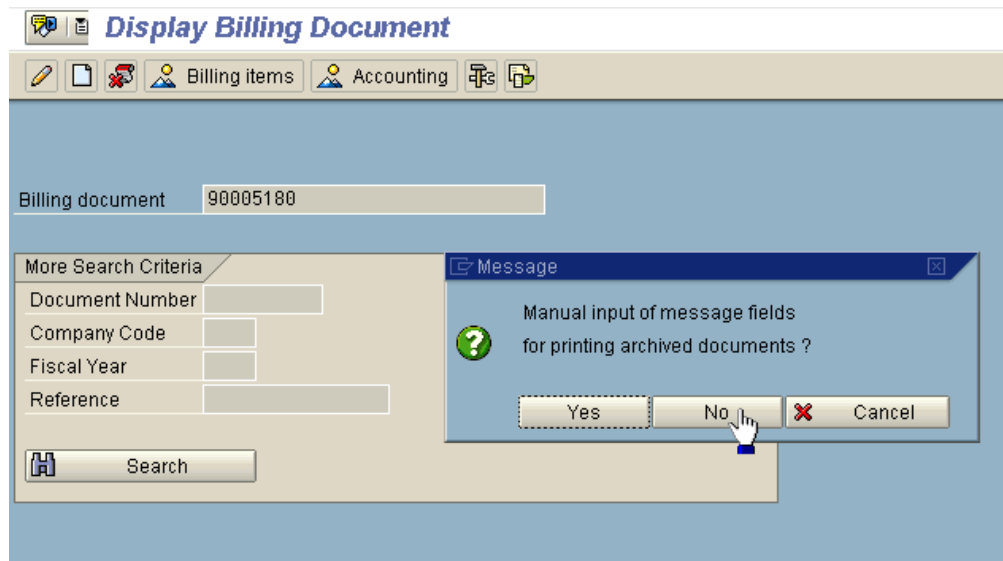 Display Billing Document
Billing items Accounting
Billing document 90005180
More Search Criteria
Document Number
Company Code
Fiscal Year
Reference
Search
Message
Manual input of message fields
for printing archived documents ?
Yes No Cancel